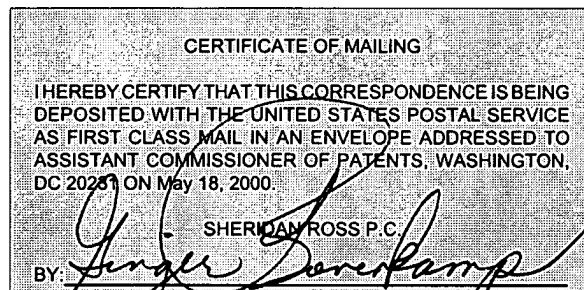 CERTIFICATE OF MAILING
I HEREBY CERTIFY THAT THIS CORRESPONDENCE IS BEING
DEPOSITED WITH THE UNITED STATES POSTAL SERVICE
AS FIRST CLASS MAIL IN AN ENVELOPE ADDRESSED TO
ASSISTANT COMMISSIONER OF PATENTS, WASHINGTON,
DC 20231 ON May 18, 2000.
SHERIDAN ROSS P.C.
BY: Ginger